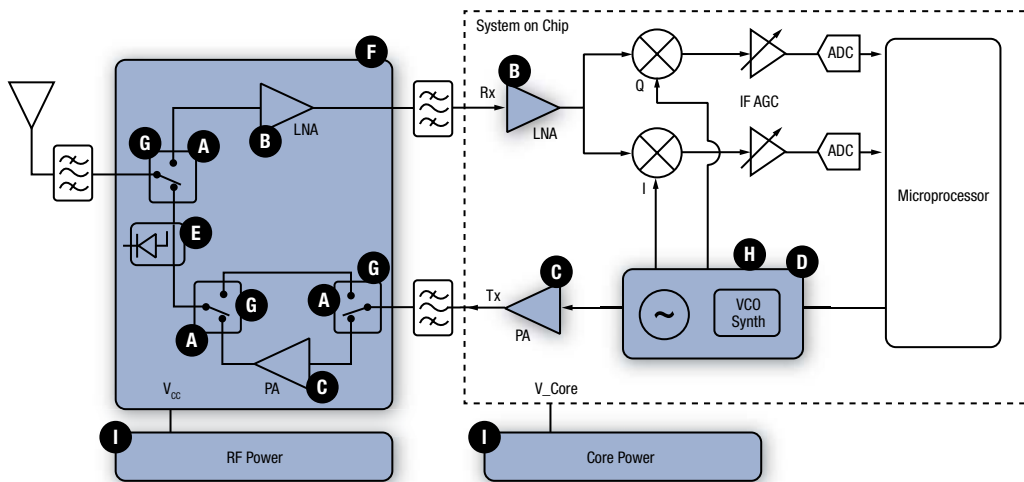 System on Chip
F
B
Rx
LNA
Q
IF AGC
ADC
B
LNA
G
A
I
ADC
Microprocessor
E
H
D
G
A
G
A
C
Tx
PA
~
VCO
Synth
PA
C
VCC
V_Core
I
RF Power
I
Core Power